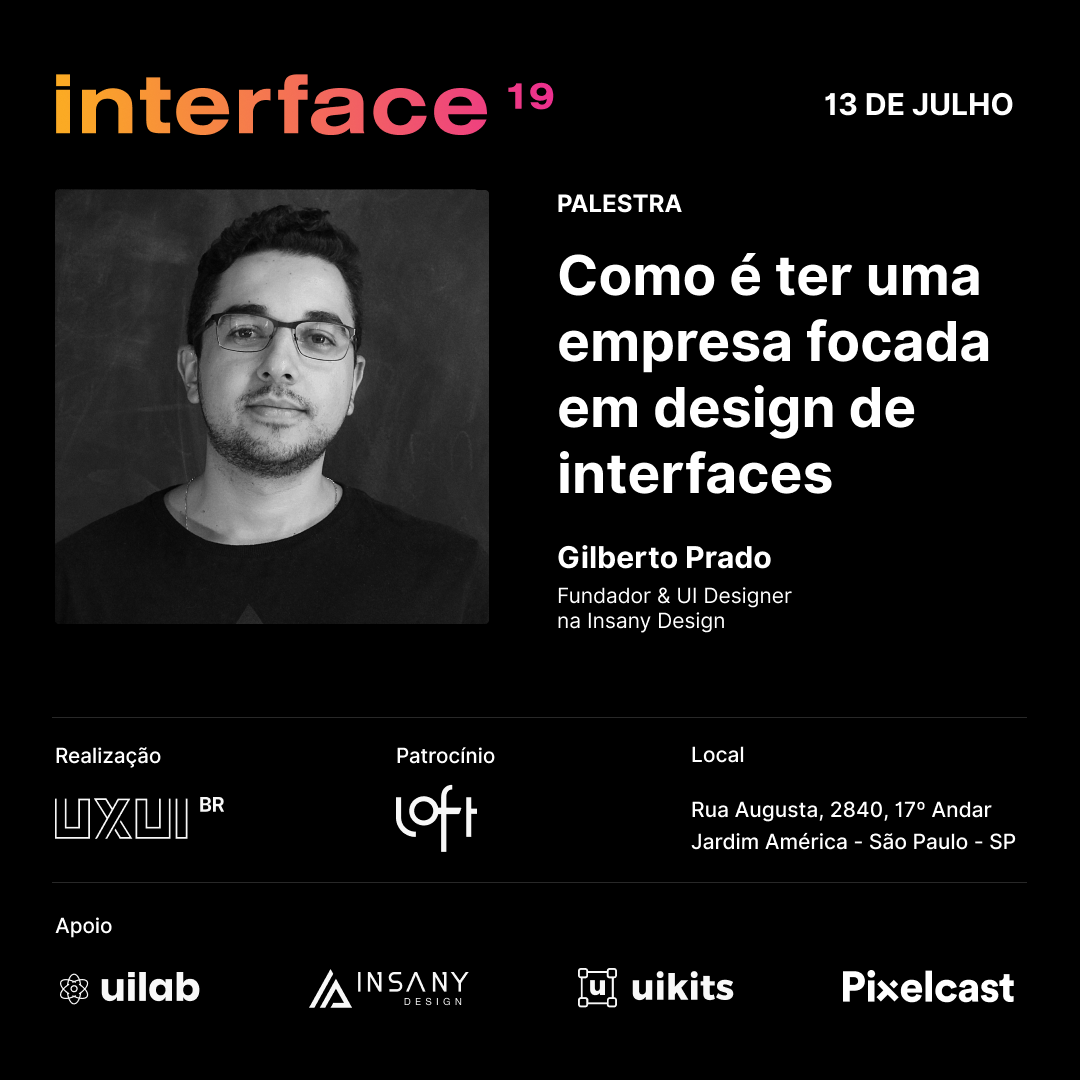 interface 19
13 DE JULHO
PALESTRA
Como é ter uma
empresa focada
em design de
interfaces
Gilberto Prado
Fundador & UI Designer
na Insany Design
Realização
UXUI BR
Patrocínio
Loft
Local
Rua Augusta, 2840, 17º Andar
Jardim América - São Paulo - SP
Apoio
uilab
INSANY
DESIGN
u uikits
Pixelcast